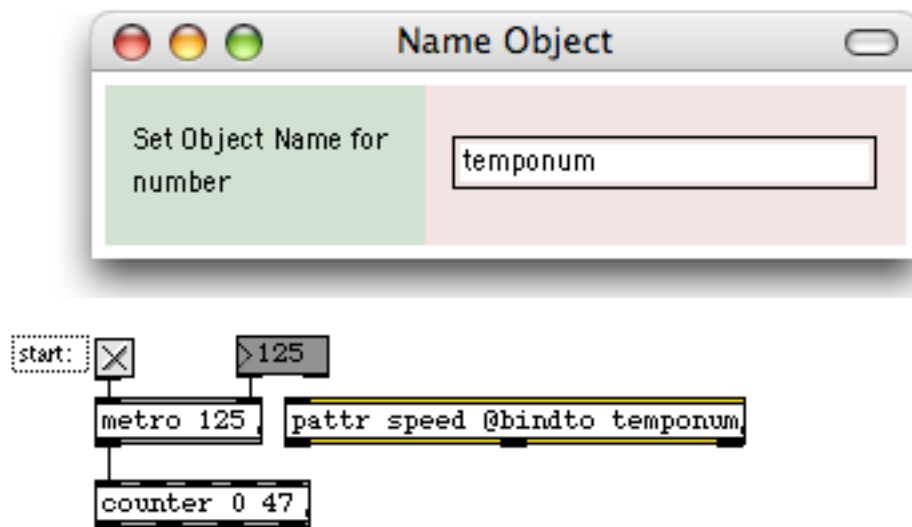 Name Object
Set Object Name for
number
temponum
start:
125
metro 125
pattr speed @bindto temponum
counter 0 47